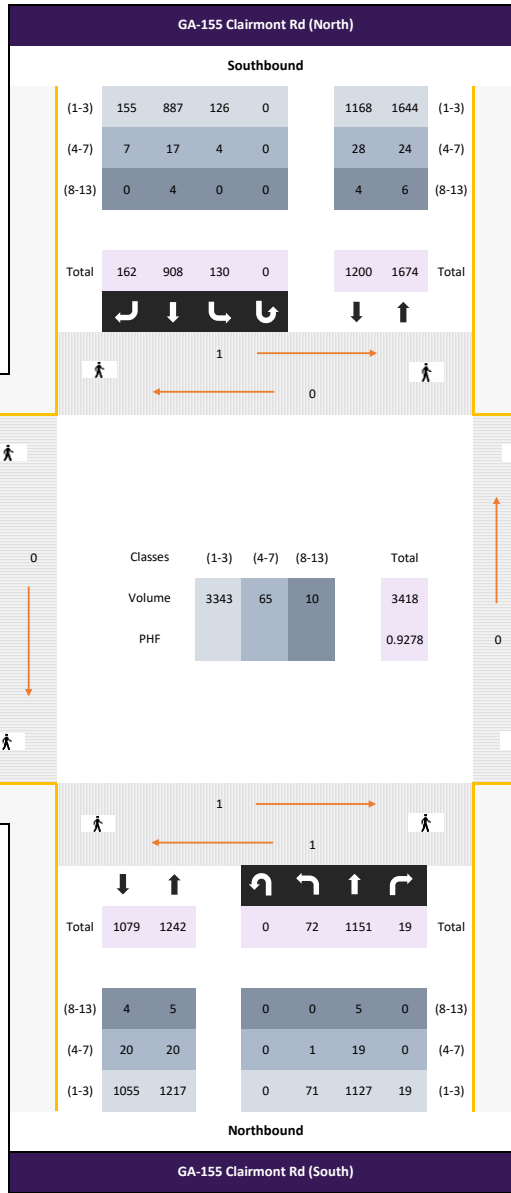 GA-155 Clairmont Rd (North)
Southbound
(1-3) 155 887 126 0 1168 1644 (1-3)
(4-7) 7 17 4 0 28 24 (4-7)
(8-13) 0 4 0 0 4 6 (8-13)
Total 162 908 130 0 1200 1674 Total
1
0
0
Classes (1-3) (4-7) (8-13) Total
Volume 3343 65 10 3418
PHF 0.9278
0
1
1
Total 1079 1242 0 72 1151 19 Total
(8-13) 4 5 0 0 5 0 (8-13)
(4-7) 20 20 0 1 19 0 (4-7)
(1-3) 1055 1217 0 71 1127 19 (1-3)
Northbound
GA-155 Clairmont Rd (South)